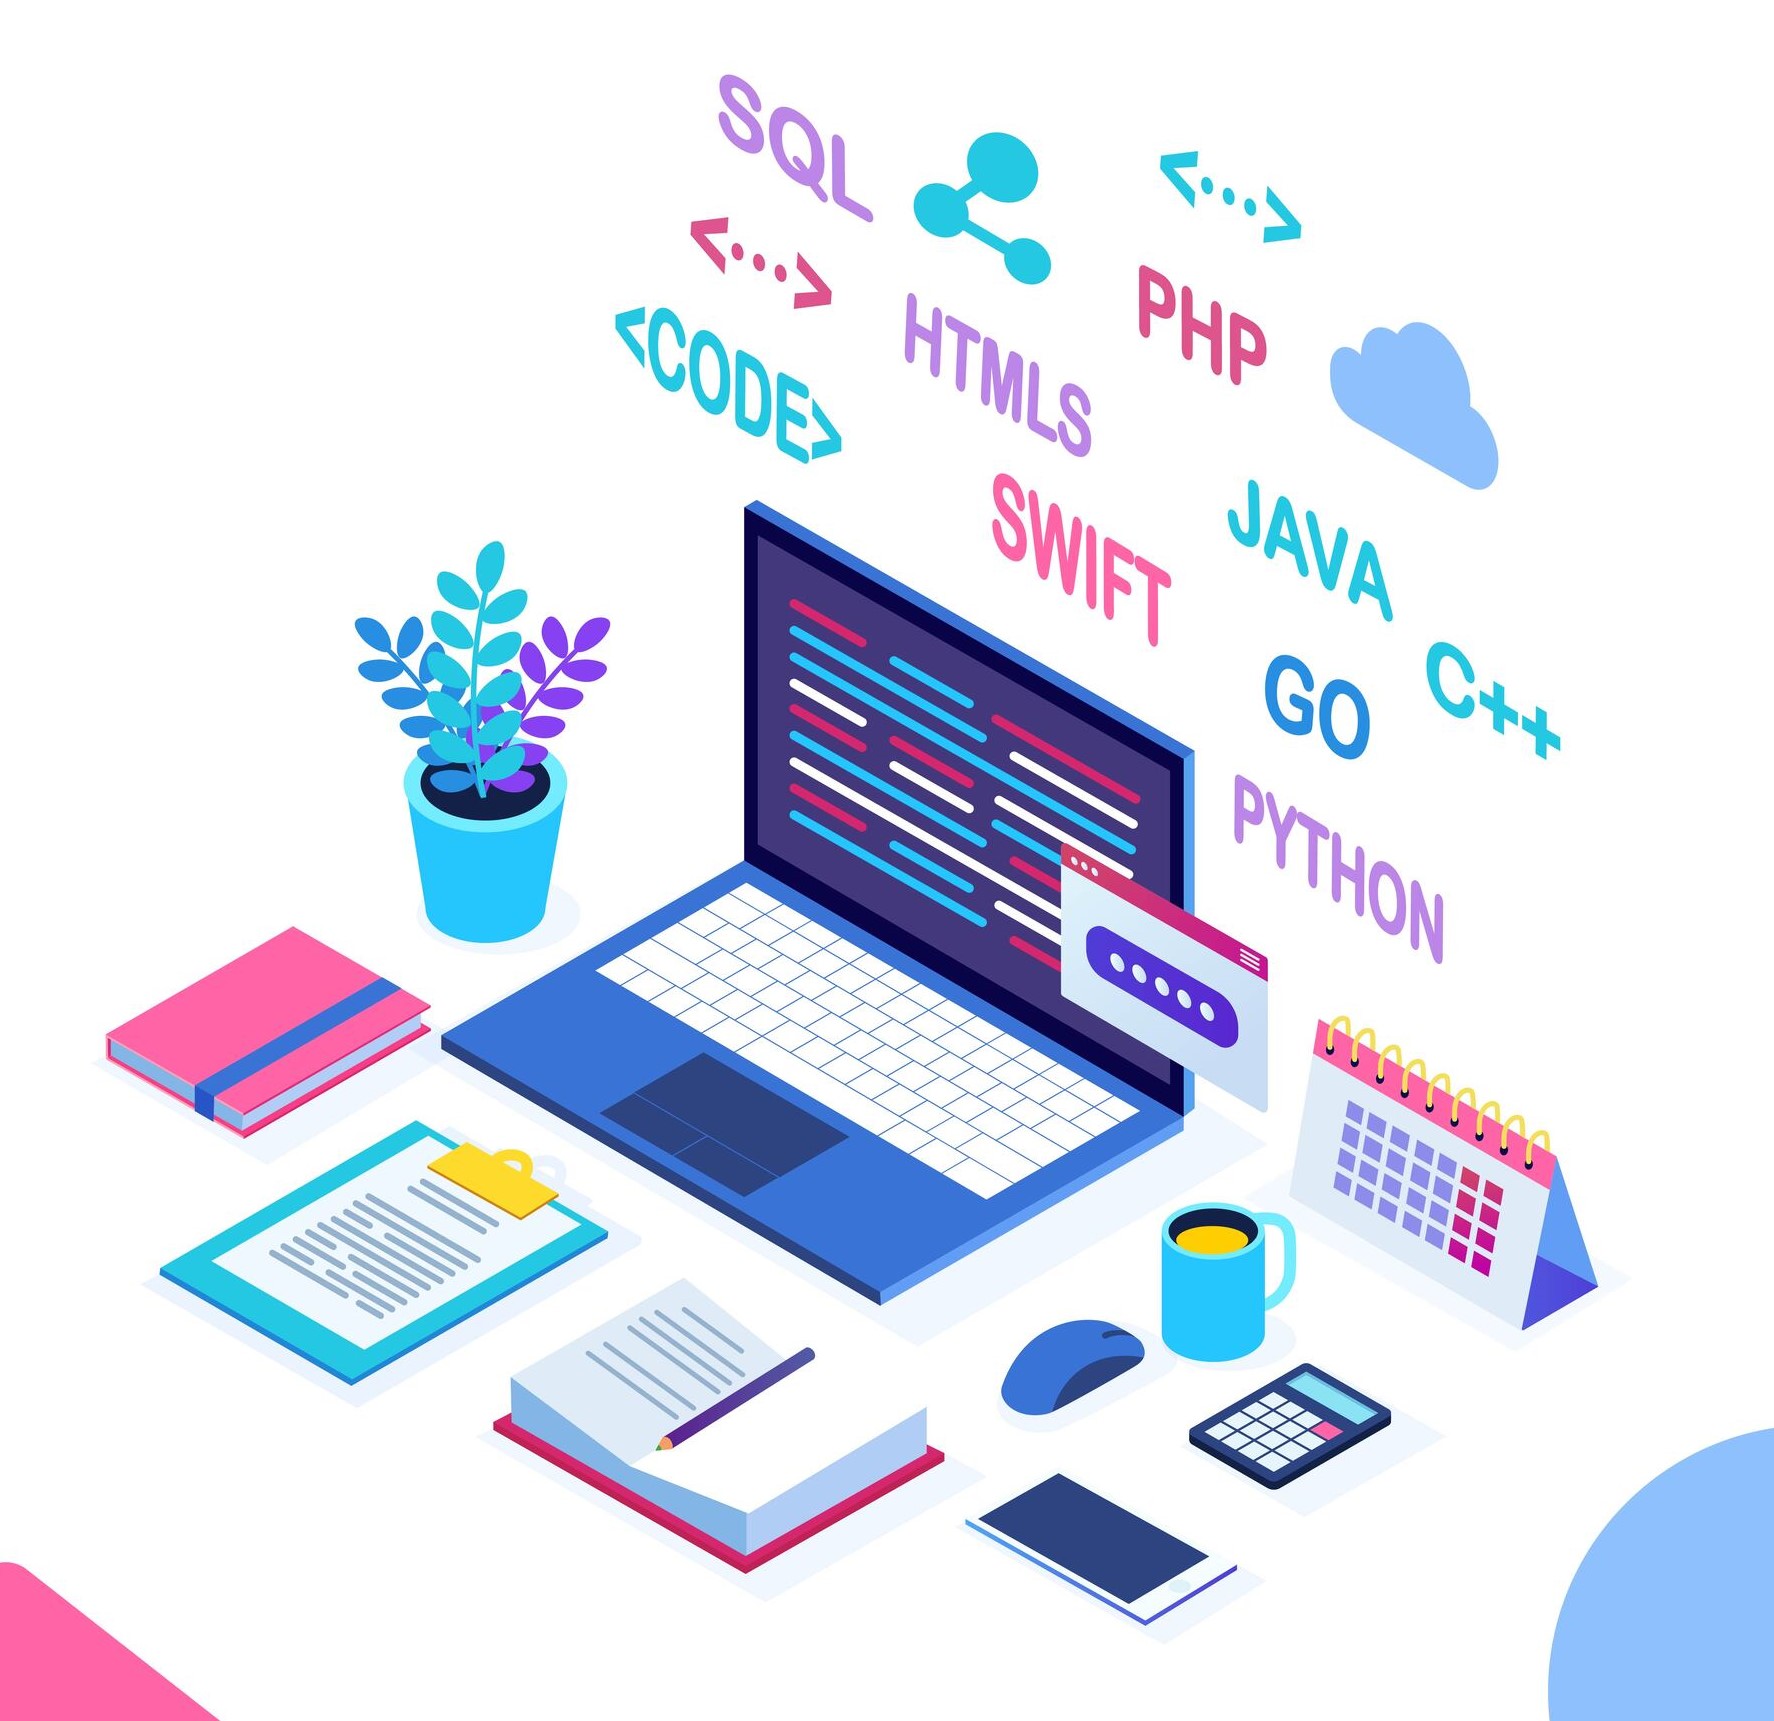 SQL
<...>
<...>
<CODE>
HTMLS
PHP
SWIFT
JAVA
GO
C++
PYTHON